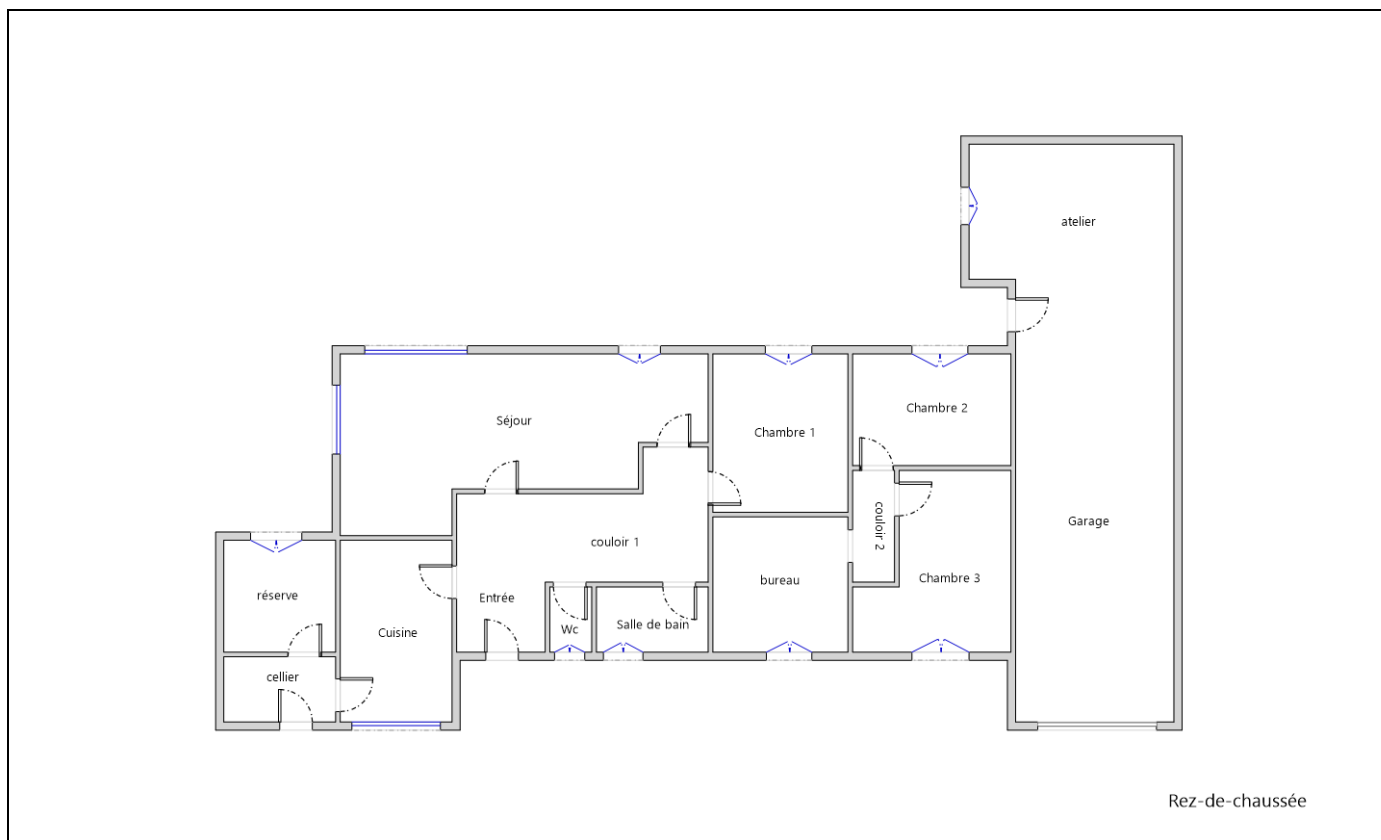 atelier
Chambre 2
Séjour
Chambre 1
couloir 2
Garage
couloir 1
bureau
Chambre 3
réserve
Entrée
Salle de bain
Wc
Cuisine
cellier
Rez-de-chaussée